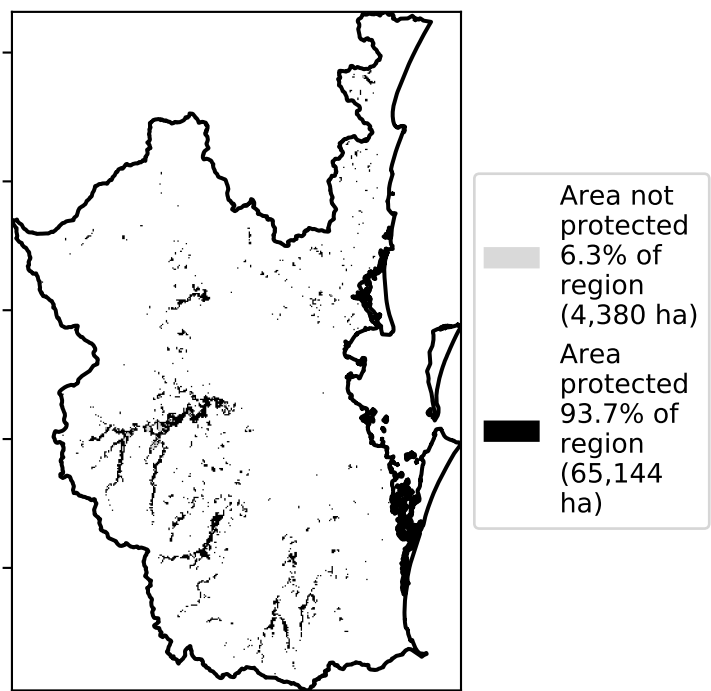 Area not
protected
6.3% of
region
(4,380 ha)
Area
protected
93.7% of
region
(65,144
ha)